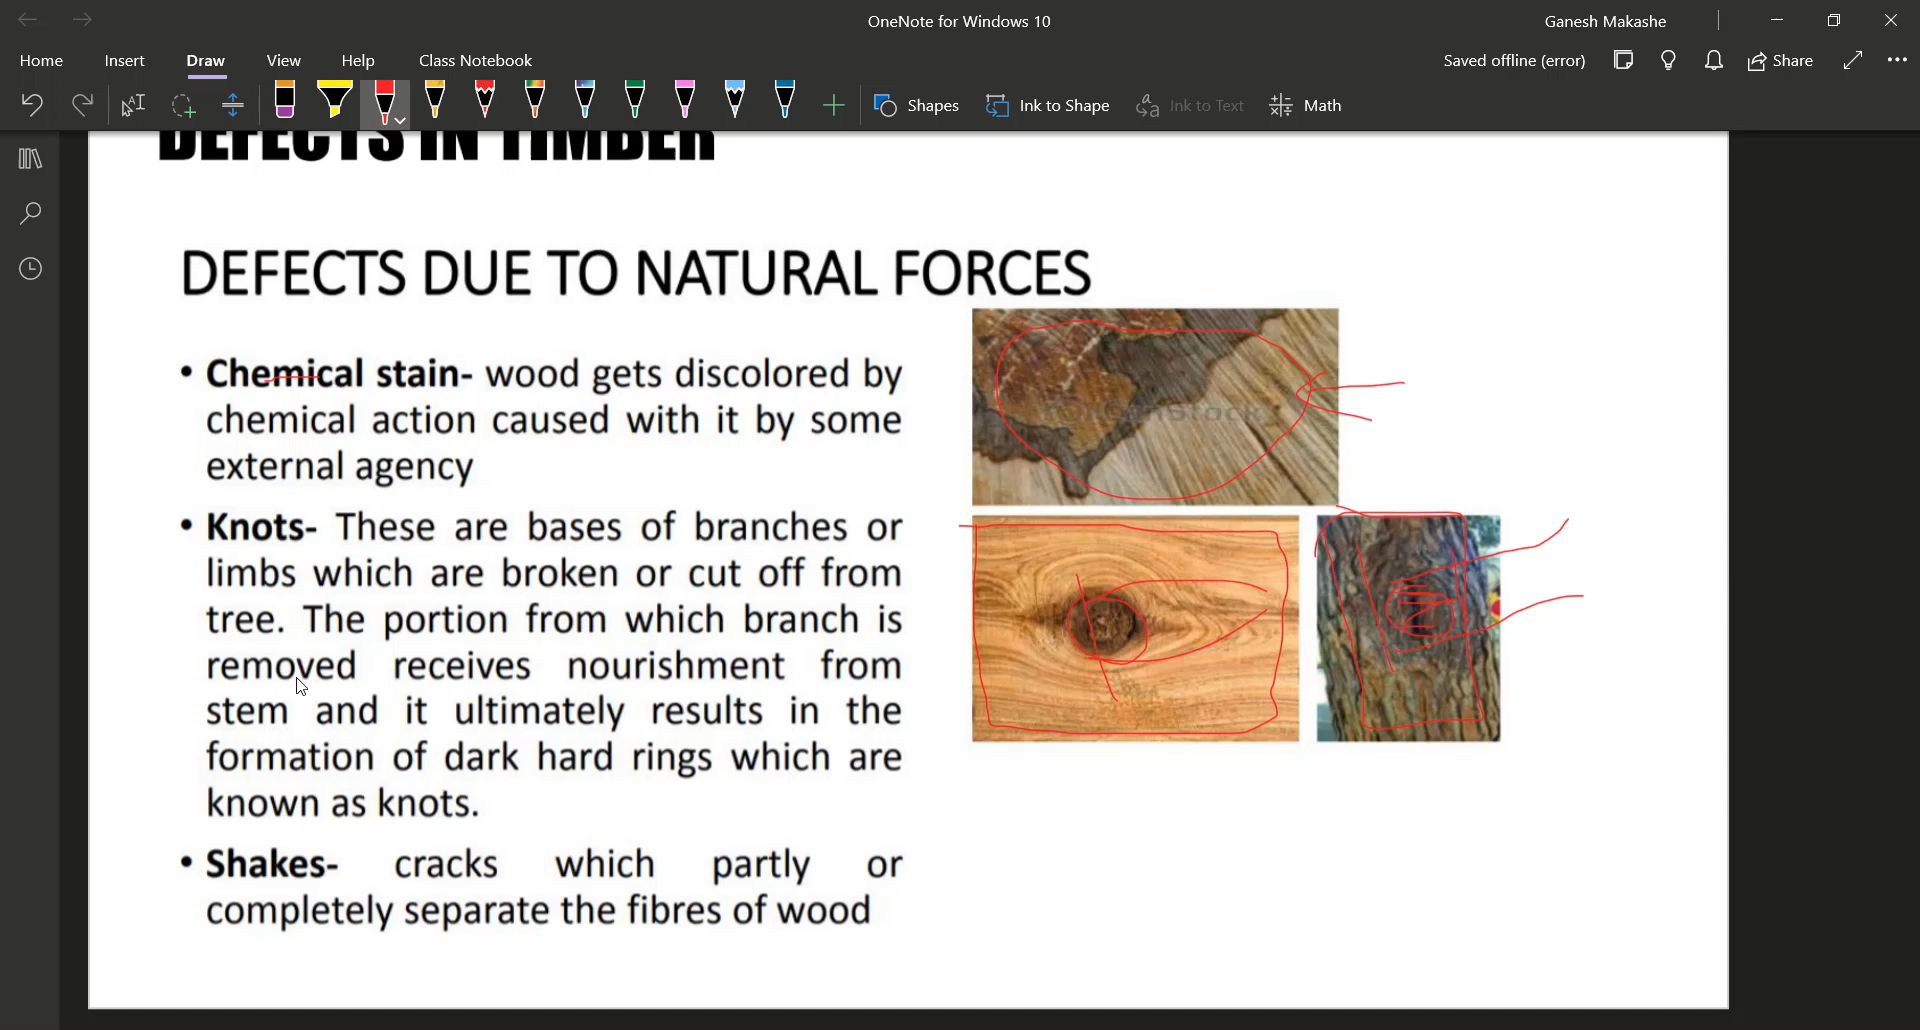 OneNote for Windows 10
Ganesh Makashe
Home Insert Draw View Help Class Notebook
Saved offline (error)
Share
Shapes Ink to Shape Ink to Text Math
DEFECTS IN TIMBER
DEFECTS DUE TO NATURAL FORCES
• Chemical stain- wood gets discolored by
chemical action caused with it by some
external agency
• Knots- These are bases of branches or
limbs which are broken or cut off from
tree. The portion from which branch is
removed receives nourishment from
stem and it ultimately results in the
formation of dark hard rings which are
known as knots.
• Shakes- cracks which partly or
completely separate the fibres of wood